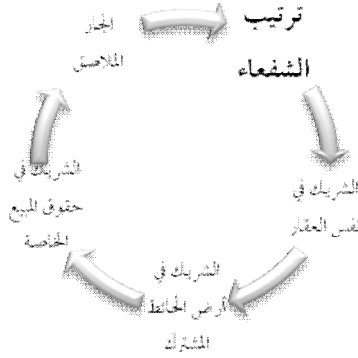 ترتيب
الشفعاء
الشريك في
نفس العقار
الشريك في
أرض الحائط
المشترك
الشريك في
حقوق المبيع
الخاصة
الجار
الملاصق